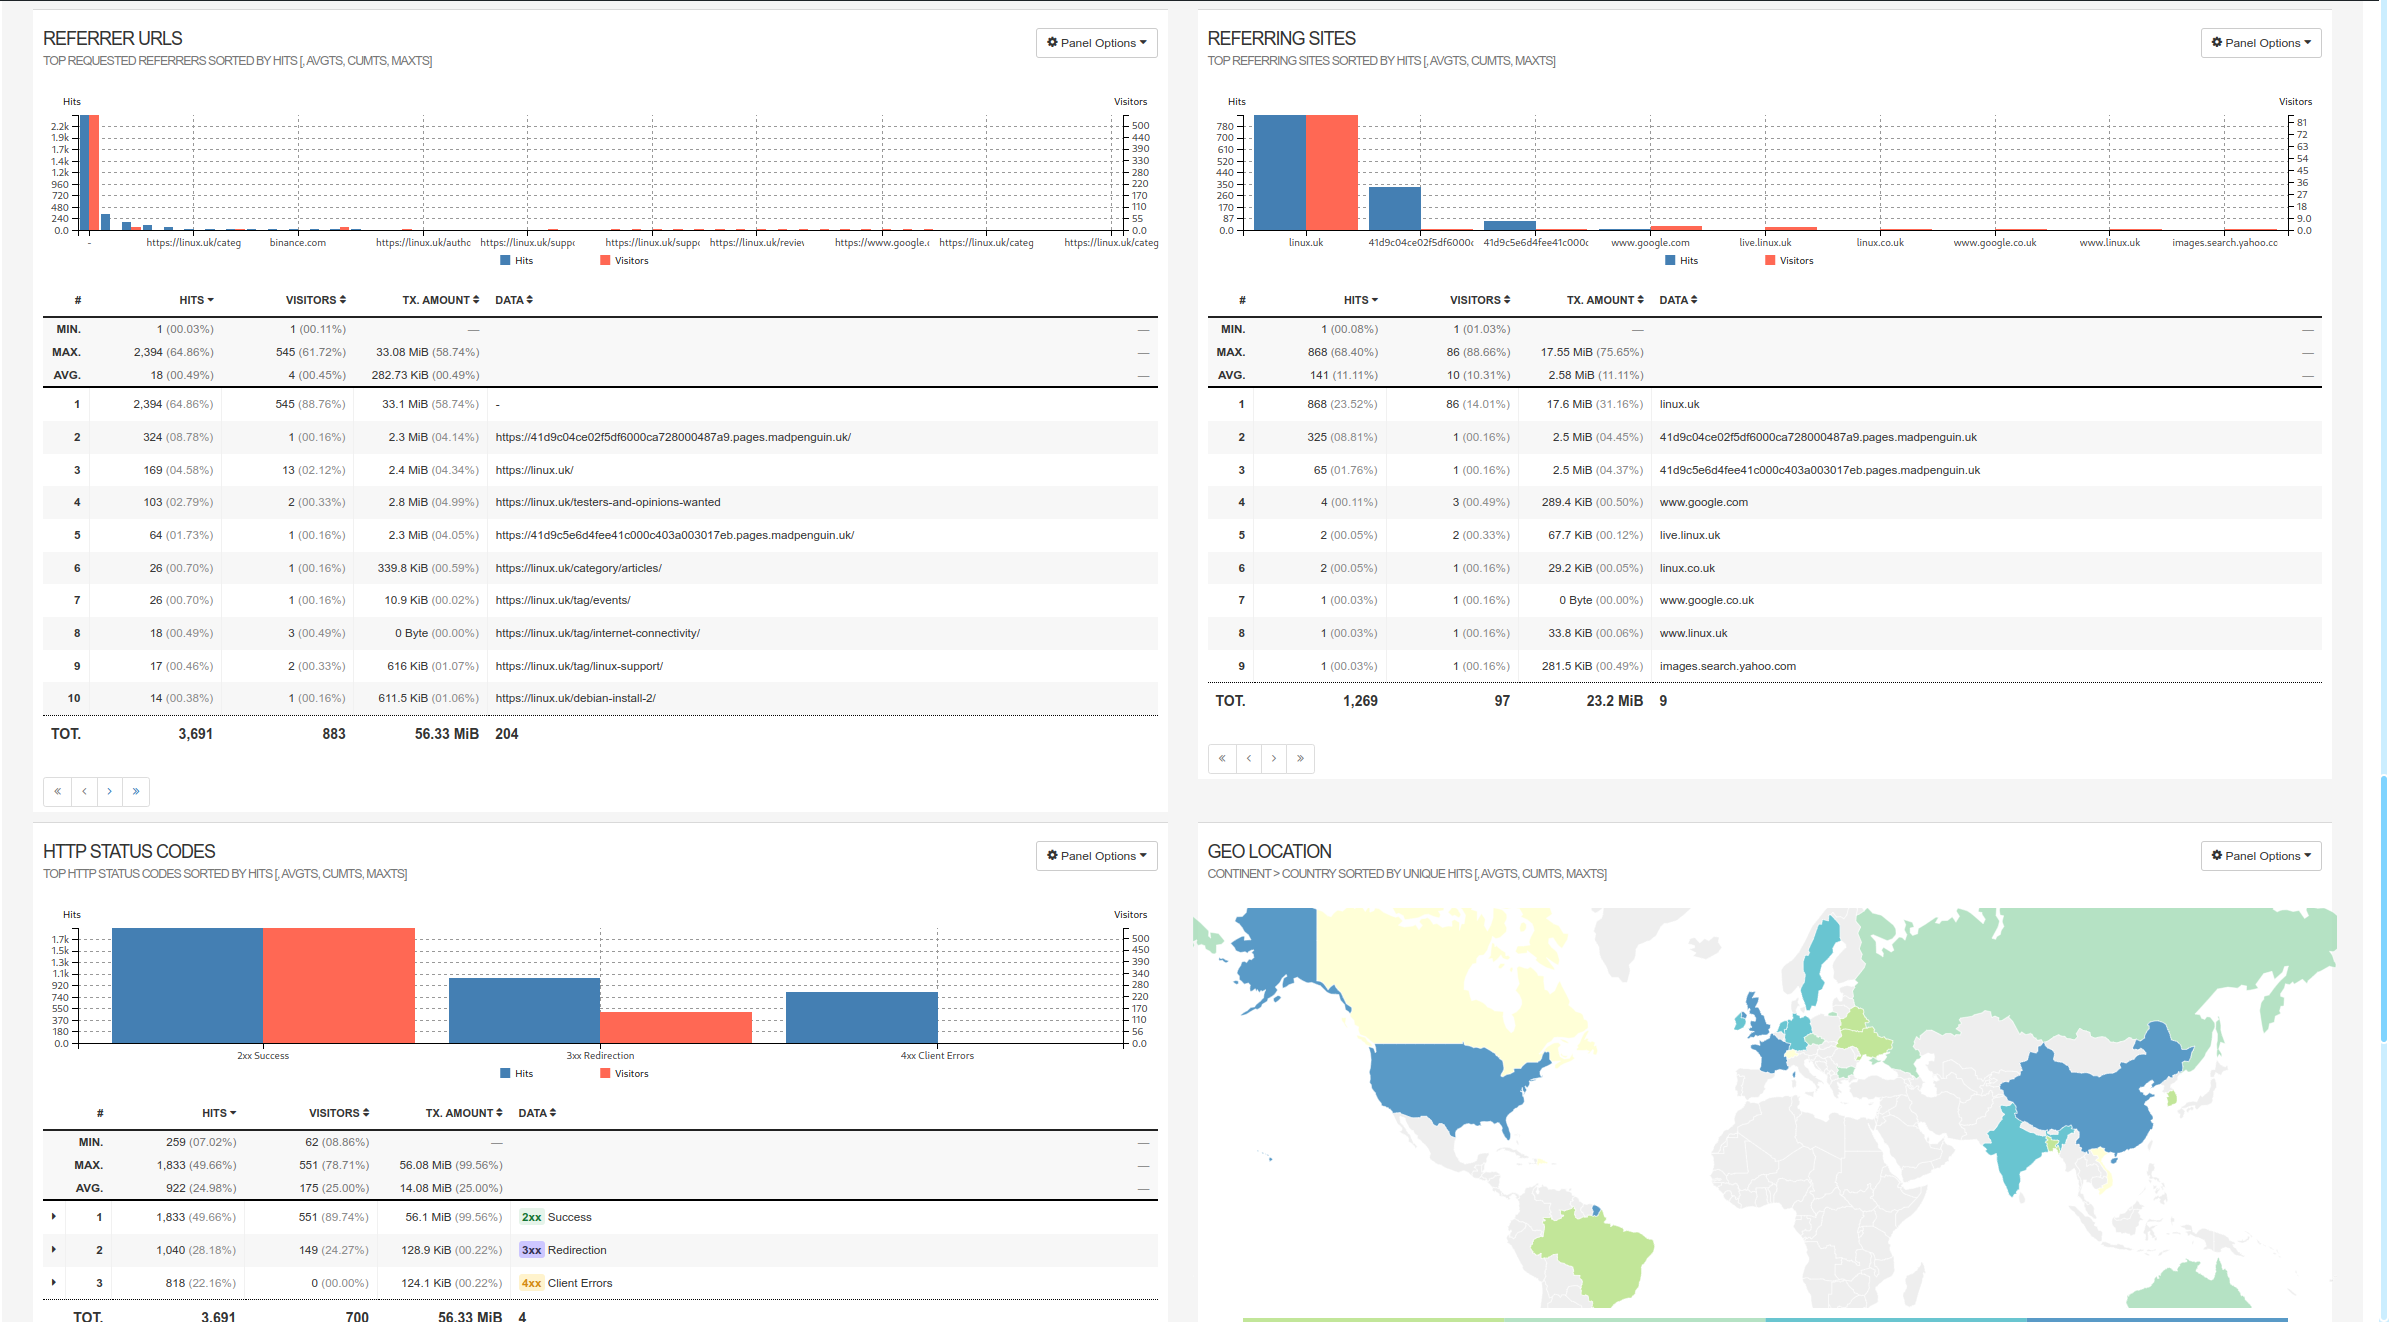 REFERRER URLS
Panel Options
TOP REQUESTED REFERRERS SORTED BY HITS [, AVGTS, CUMTS, MAXTS]
Hits
Visitors
2.2k
1.9k
1.7k
1.4k
1.2k
960
720
480
240
0.0
500
440
390
330
280
220
170
110
55
0.0
- https://linux.uk/categ binance.com https://linux.uk/authc https://linux.uk/suppc https://linux.uk/suppc https://linux.uk/reviev https://www.google.c https://linux.uk/categ https://linux.uk/categ
Hits Visitors
# HITS VISITORS TX. AMOUNT DATA
MIN. 1 (00.03%) 1 (00.11%) — —
MAX. 2,394 (64.86%) 545 (61.72%) 33.08 MiB (58.74%) —
AVG. 18 (00.49%) 4 (00.45%) 282.73 KiB (00.49%) —
1 2,394 (64.86%) 545 (88.76%) 33.1 MiB (58.74%) -
2 324 (08.78%) 1 (00.16%) 2.3 MiB (04.14%) https://41d9c04ce02f5df6000ca728000487a9.pages.madpenguin.uk/
3 169 (04.58%) 13 (02.12%) 2.4 MiB (04.34%) https://linux.uk/
4 103 (02.79%) 2 (00.33%) 2.8 MiB (04.99%) https://linux.uk/testers-and-opinions-wanted
5 64 (01.73%) 1 (00.16%) 2.3 MiB (04.05%) https://41d9c5e6d4fee41c000c403a003017eb.pages.madpenguin.uk/
6 26 (00.70%) 1 (00.16%) 339.8 KiB (00.59%) https://linux.uk/category/articles/
7 26 (00.70%) 1 (00.16%) 10.9 KiB (00.02%) https://linux.uk/tag/events/
8 18 (00.49%) 3 (00.49%) 0 Byte (00.00%) https://linux.uk/tag/internet-connectivity/
9 17 (00.46%) 2 (00.33%) 616 KiB (01.07%) https://linux.uk/tag/linux-support/
10 14 (00.38%) 1 (00.16%) 611.5 KiB (01.06%) https://linux.uk/debian-install-2/
TOT. 3,691 883 56.33 MiB 204
« ‹ › »
REFERRING SITES
Panel Options
TOP REFERRING SITES SORTED BY HITS [, AVGTS, CUMTS, MAXTS]
Hits
Visitors
780
700
610
520
440
350
260
170
87
0.0
81
72
63
54
45
36
27
18
9.0
0.0
linux.uk 41d9c04ce02f5df6000c 41d9c5e6d4fee41c000c www.google.com live.linux.uk linux.co.uk www.google.co.uk www.linux.uk images.search.yahoo.cc
Hits Visitors
# HITS VISITORS TX. AMOUNT DATA
MIN. 1 (00.08%) 1 (01.03%) — —
MAX. 868 (68.40%) 86 (88.66%) 17.55 MiB (75.65%) —
AVG. 141 (11.11%) 10 (10.31%) 2.58 MiB (11.11%) —
1 868 (23.52%) 86 (14.01%) 17.6 MiB (31.16%) linux.uk
2 325 (08.81%) 1 (00.16%) 2.5 MiB (04.45%) 41d9c04ce02f5df6000ca728000487a9.pages.madpenguin.uk
3 65 (01.76%) 1 (00.16%) 2.5 MiB (04.37%) 41d9c5e6d4fee41c000c403a003017eb.pages.madpenguin.uk
4 4 (00.11%) 3 (00.49%) 289.4 KiB (00.50%) www.google.com
5 2 (00.05%) 2 (00.33%) 67.7 KiB (00.12%) live.linux.uk
6 2 (00.05%) 1 (00.16%) 29.2 KiB (00.05%) linux.co.uk
7 1 (00.03%) 1 (00.16%) 0 Byte (00.00%) www.google.co.uk
8 1 (00.03%) 1 (00.16%) 33.8 KiB (00.06%) www.linux.uk
9 1 (00.03%) 1 (00.16%) 281.5 KiB (00.49%) images.search.yahoo.com
TOT. 1,269 97 23.2 MiB 9
« ‹ › »
HTTP STATUS CODES
Panel Options
TOP HTTP STATUS CODES SORTED BY HITS [, AVGTS, CUMTS, MAXTS]
Hits
Visitors
1.7k
1.5k
1.3k
1.1k
920
740
550
370
180
0.0
500
450
390
340
280
220
170
110
56
0.0
2xx Success 3xx Redirection 4xx Client Errors
Hits Visitors
# HITS VISITORS TX. AMOUNT DATA
MIN. 259 (07.02%) 62 (08.86%) — —
MAX. 1,833 (49.66%) 551 (78.71%) 56.08 MiB (99.56%) —
AVG. 922 (24.98%) 175 (25.00%) 14.08 MiB (25.00%) —
1 1,833 (49.66%) 551 (89.74%) 56.1 MiB (99.56%) 2xx Success
2 1,040 (28.18%) 149 (24.27%) 128.9 KiB (00.22%) 3xx Redirection
3 818 (22.16%) 0 (00.00%) 124.1 KiB (00.22%) 4xx Client Errors
TOT. 3,691 700 56.33 MiB 4
GEO LOCATION
Panel Options
CONTINENT > COUNTRY SORTED BY UNIQUE HITS [, AVGTS, CUMTS, MAXTS]